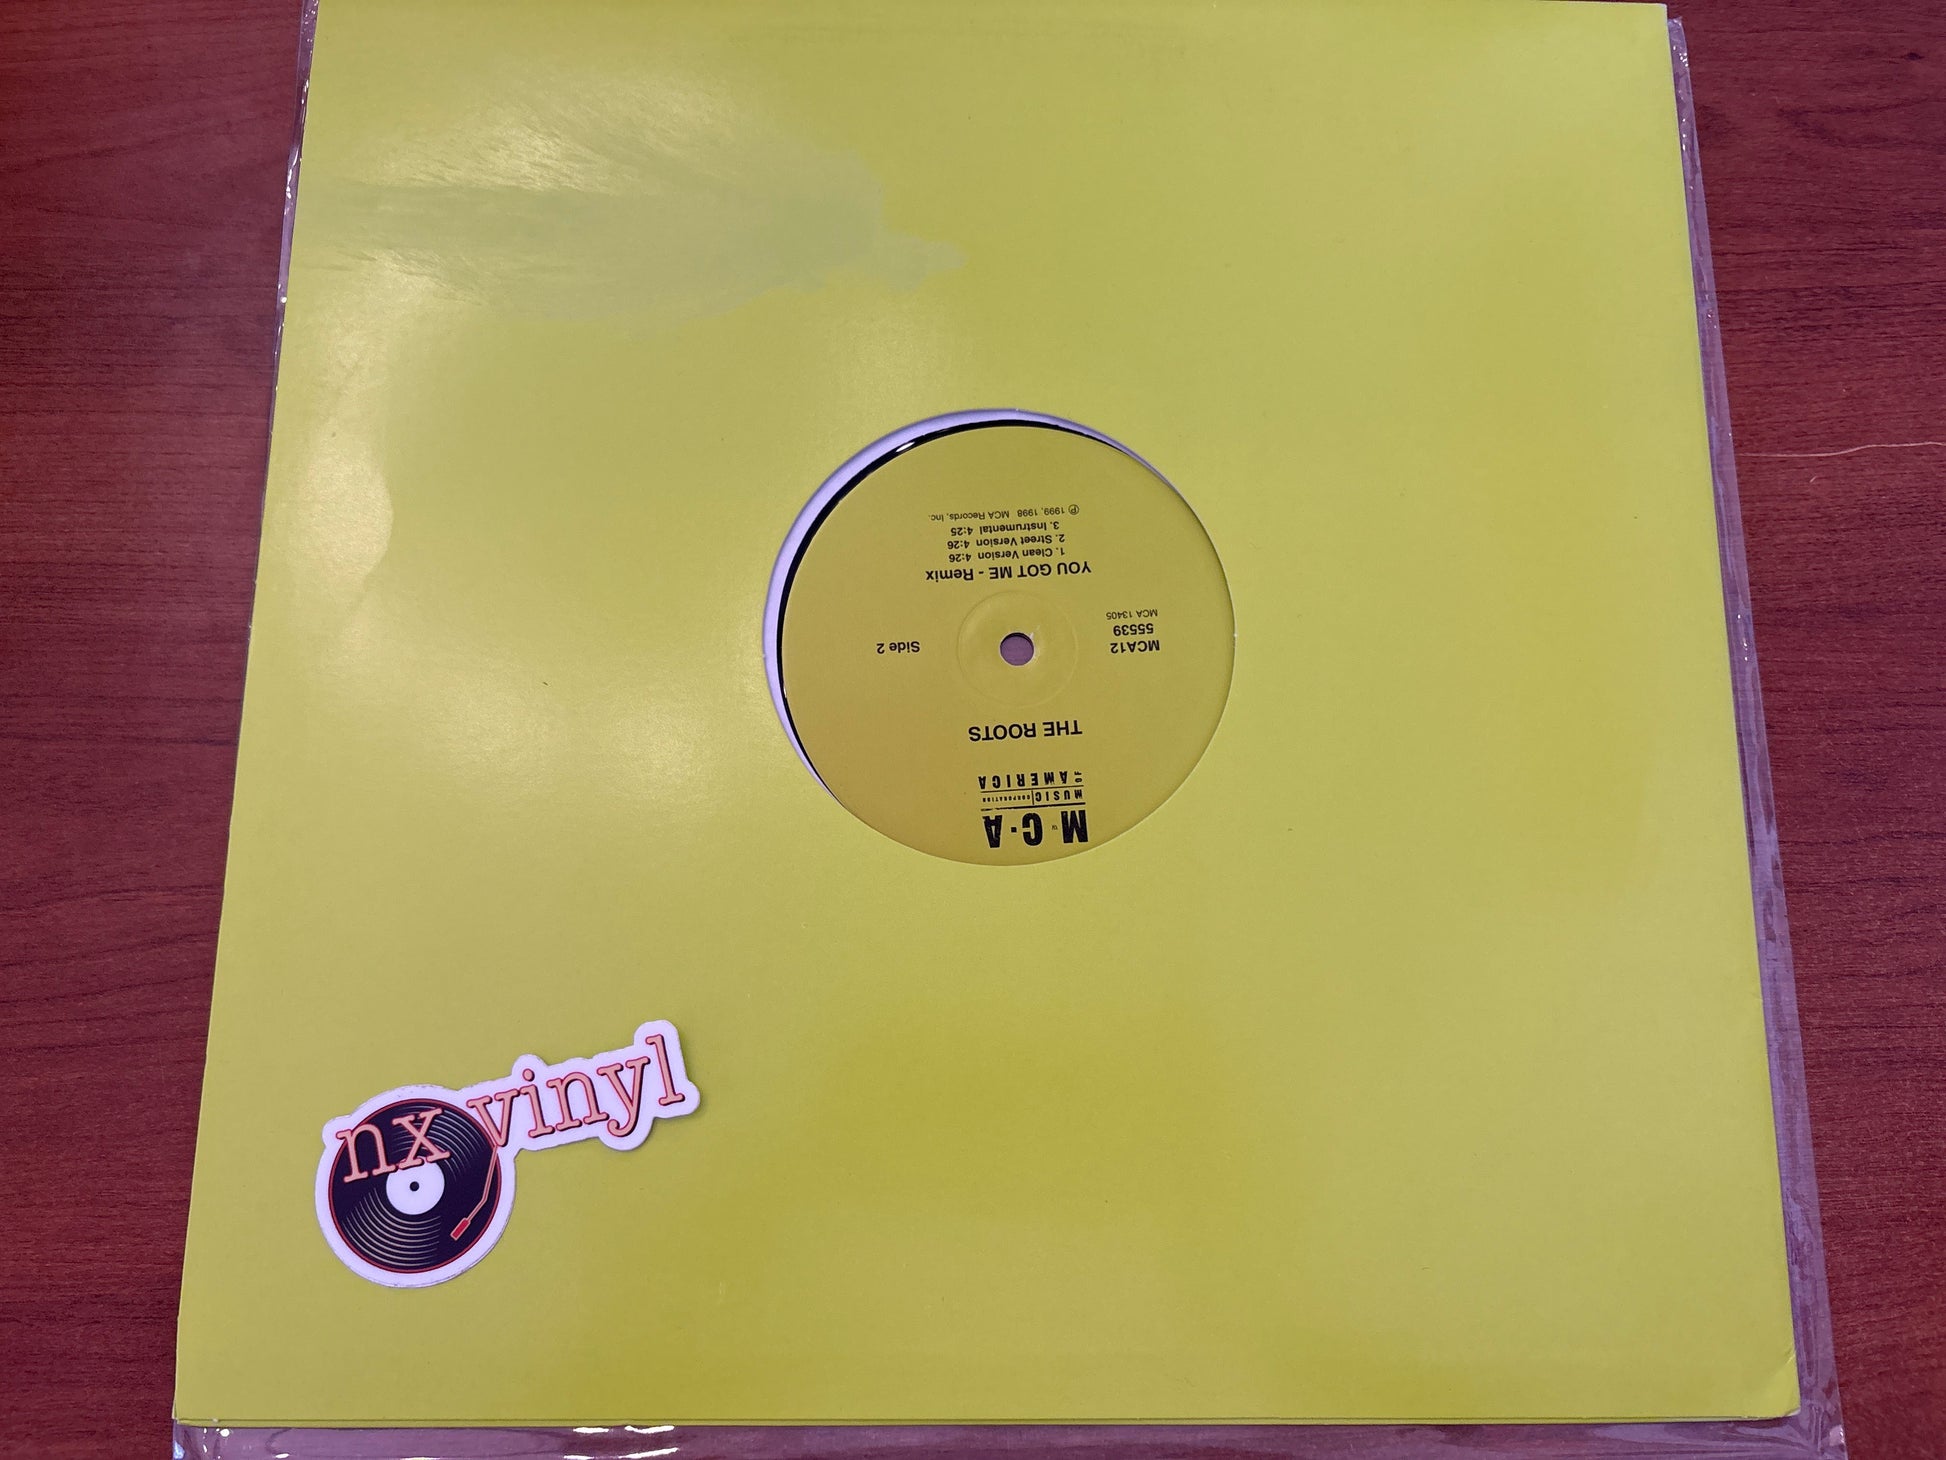 M·C·A
MUSIC CORPORATION
OF AMERICA
THE ROOTS
MCA12
55539
MCA 13405
Side 2
YOU GOT ME - Remix
1. Clean Version 4:26
2. Street Version 4:26
3. Instrumental 4:25
℗ 1999, 1998 MCA Records, Inc.
nx vinyl